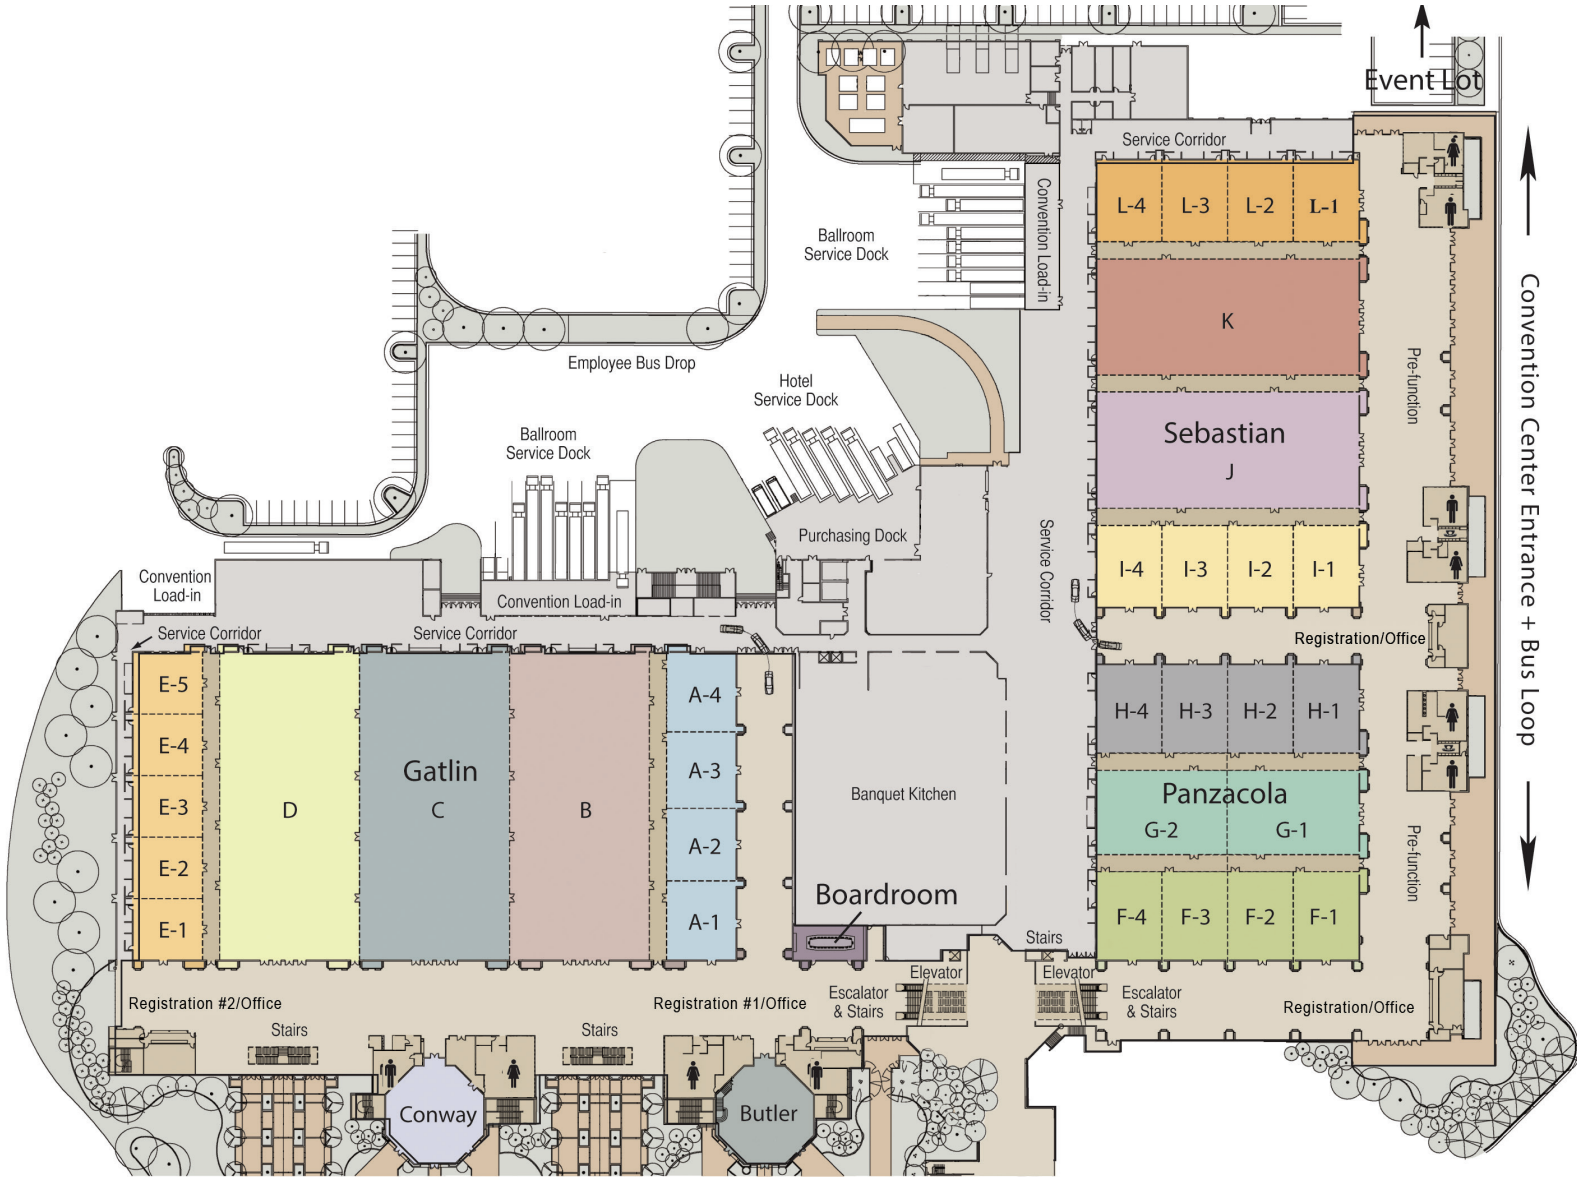 Event Lot
Service Corridor
L-4
L-3
L-2
L-1
Convention Load-in
Ballroom
Service Dock
Convention Center Entrance + Bus Loop
K
Pre-function
Employee Bus Drop
Hotel
Service Dock
Ballroom
Service Dock
Sebastian
J
Purchasing Dock
Service Corridor
I-4
I-3
I-2
I-1
Convention
Load-in
Convention Load-in
Service Corridor
Service Corridor
Registration/Office
E-5
E-4
E-3
E-2
E-1
D
Gatlin
C
B
A-4
A-3
A-2
A-1
Banquet Kitchen
Boardroom
H-4
H-3
H-2
H-1
Panzacola
G-2
G-1
Pre-function
F-4
F-3
F-2
F-1
Stairs
Elevator
Elevator
Escalator
& Stairs
Escalator
& Stairs
Registration #2/Office
Registration #1/Office
Registration/Office
Stairs
Stairs
Conway
Butler